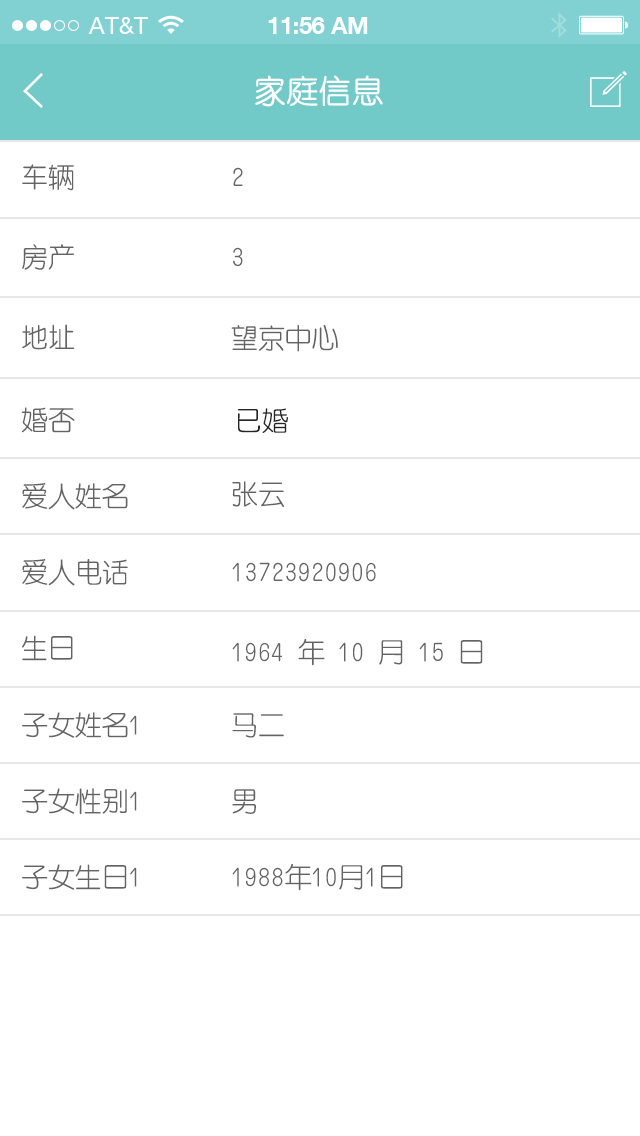 AT&T 11:56 AM
家庭信息
车辆 2
房产 3
地址 望京中心
婚否 已婚
爱人姓名 张云
爱人电话 13723920906
生日 1964 年 10 月 15 日
子女姓名1 马二
子女性别1 男
子女生日1 1988年10月1日